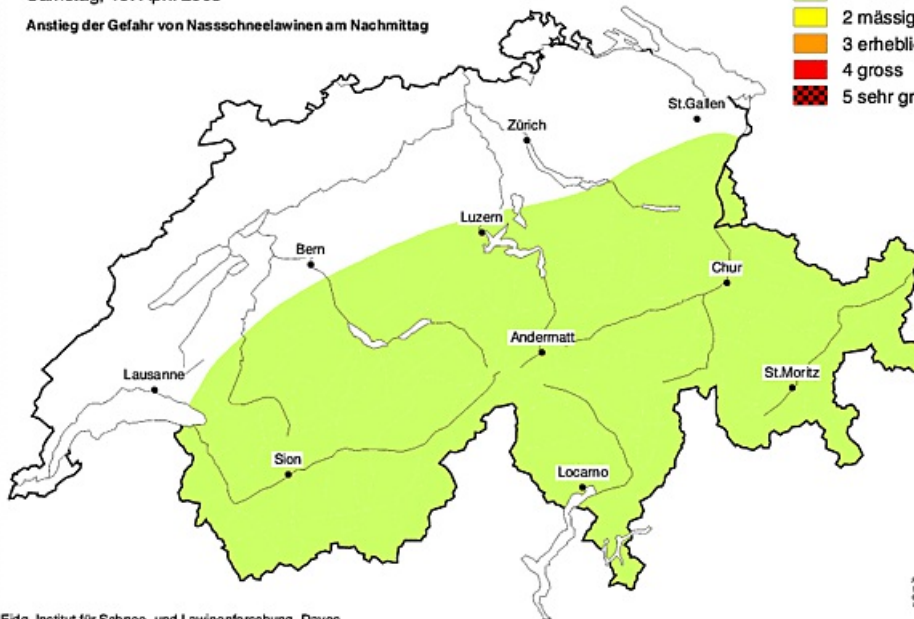 Anstieg der Gefahr von Nassschneelawinen am Nachmittag
2 mässig
3 erhebli
4 gross
5 sehr gr
St.Gallen
Zürich
Luzern
Bern
Chur
Andermatt
Lausanne
St.Moritz
Sion
Locarno